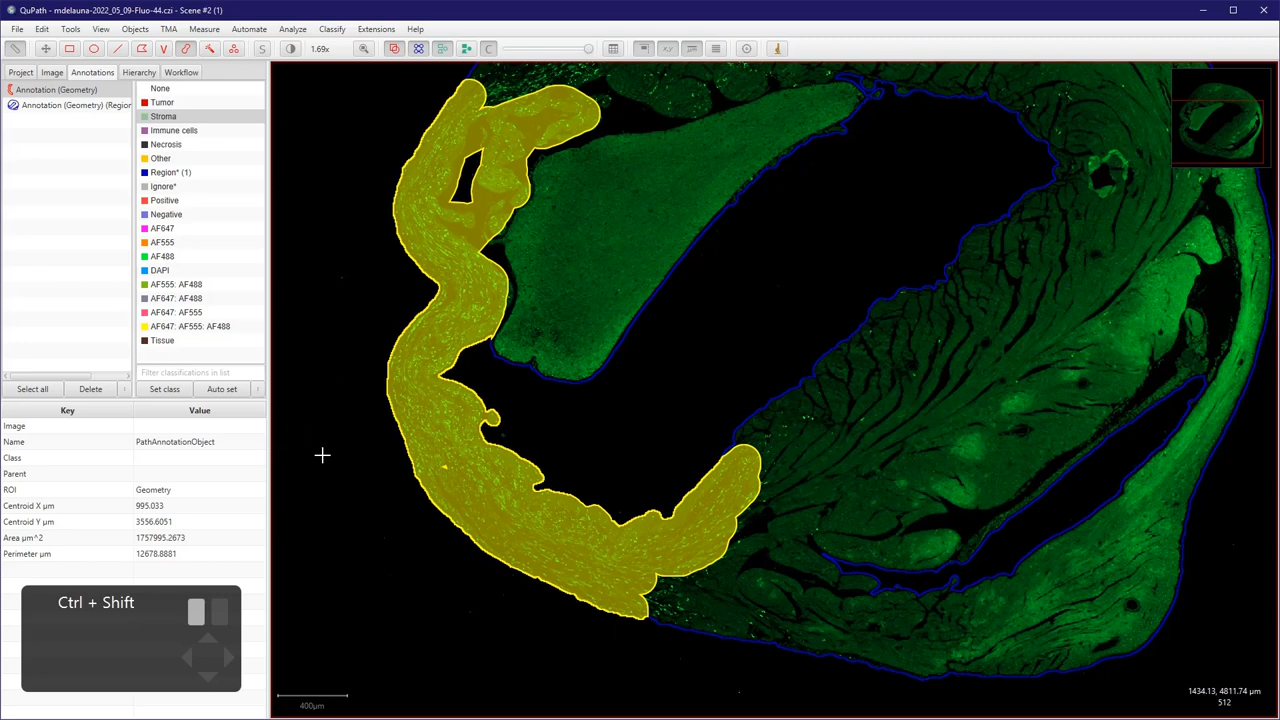 QuPath - mdelauna-2022_05_09-Fluo-44.czi - Scene #2 (1)
File Edit Tools View Objects TMA Measure Automate Analyze Classify Extensions Help
V S 1.69x C
Project Image Annotations Hierarchy Workflow
Annotation (Geometry)
Annotation (Geometry) (Region
None
Tumor
Stroma
Immune cells
Necrosis
Other
Region* (1)
Ignore*
Positive
Negative
AF647
AF555
AF488
DAPI
AF555: AF488
AF647: AF488
AF647: AF555
AF647: AF555: AF488
Tissue
Filter classifications in list
Select all Delete Set class Auto set
Key Value
Image
Name PathAnnotationObject
Class
Parent
ROI Geometry
Centroid X µm 995.033
Centroid Y µm 3556.6051
Area µm^2 1757995.2673
Perimeter µm 12678.8881
Ctrl + Shift
400µm
1434.13, 4811.74 µm
512